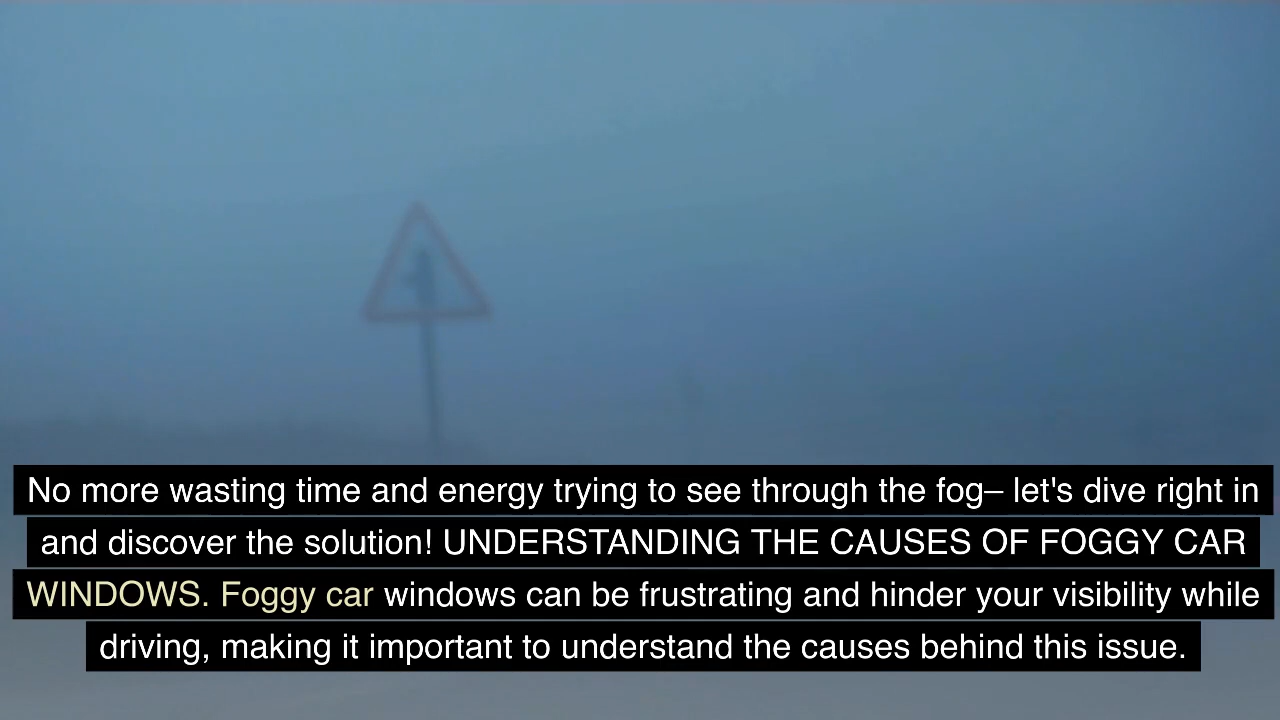 No more wasting time and energy trying to see through the fog– let's dive right in
and discover the solution! UNDERSTANDING THE CAUSES OF FOGGY CAR
WINDOWS. Foggy car windows can be frustrating and hinder your visibility while
driving, making it important to understand the causes behind this issue.